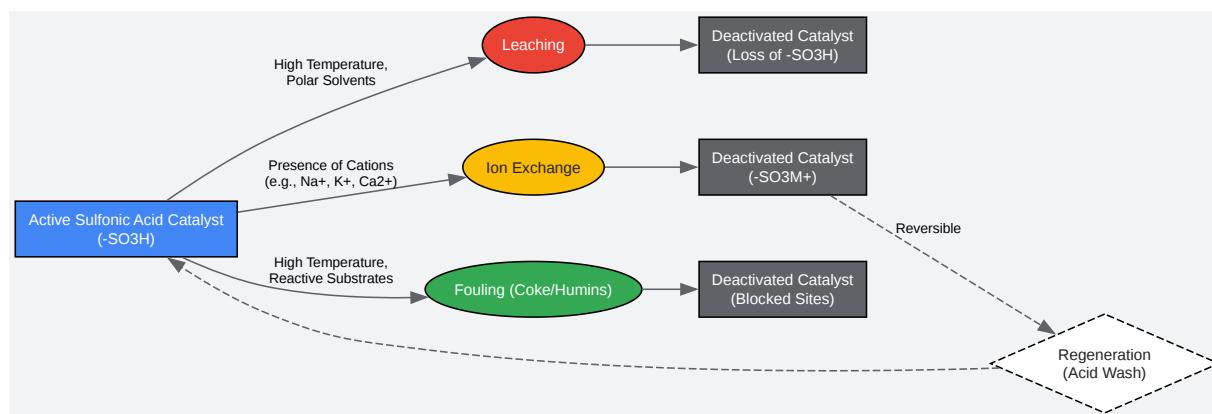 Leaching
Deactivated Catalyst
(Loss of -SO3H)
High Temperature,
Polar Solvents
Presence of Cations
(e.g., Na+, K+, Ca2+)
Ion Exchange
Deactivated Catalyst
(-SO3M+)
Active Sulfonic Acid Catalyst
(-SO3H)
Reversible
High Temperature,
Reactive Substrates
Fouling (Coke/Humins)
Deactivated Catalyst
(Blocked Sites)
Regeneration
(Acid Wash)